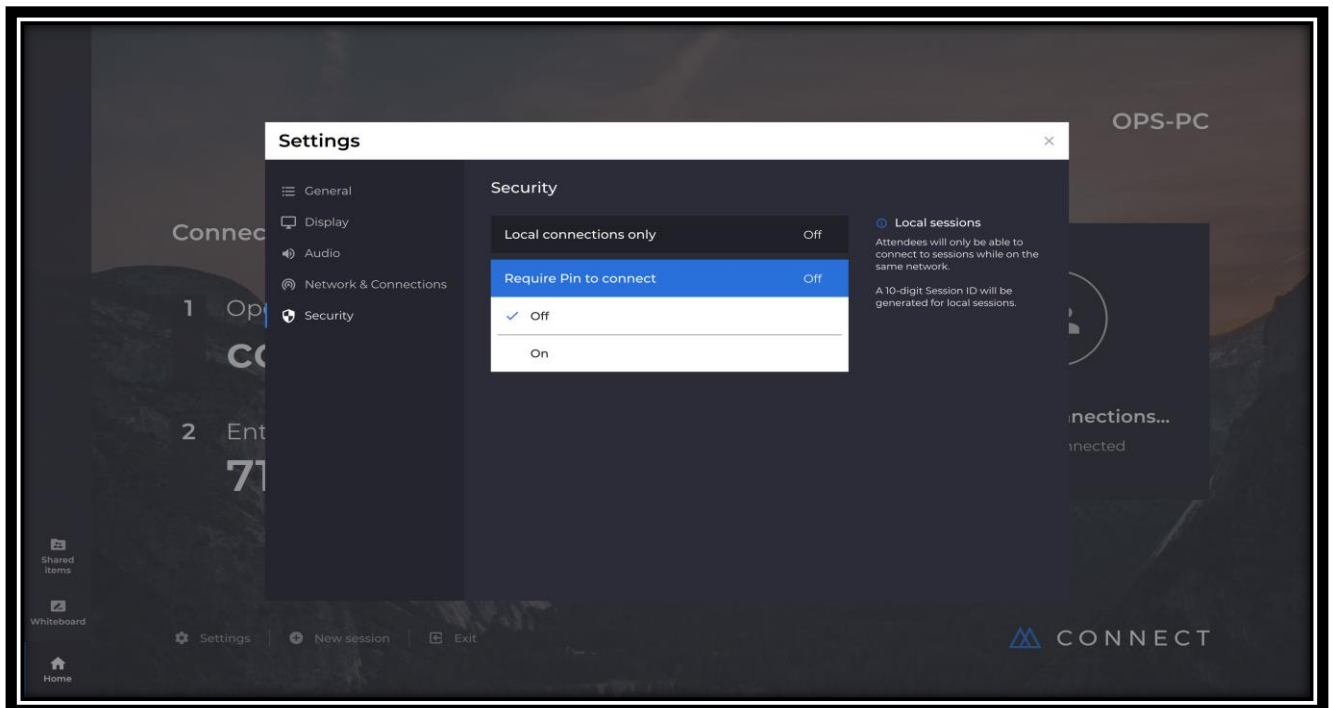 OPS-PC
Settings
General
Display
Audio
Network & Connections
Security
Security
Local connections only Off
Require Pin to connect Off
Off
On
Local sessions
Attendees will only be able to
connect to sessions while on the
same network.
A 10-digit Session ID will be
generated for local sessions.
Connec
1 Op
co
2 Ent
71
nections...
nnected
Shared
items
Whiteboard
Home
Settings New session Exit
CONNECT